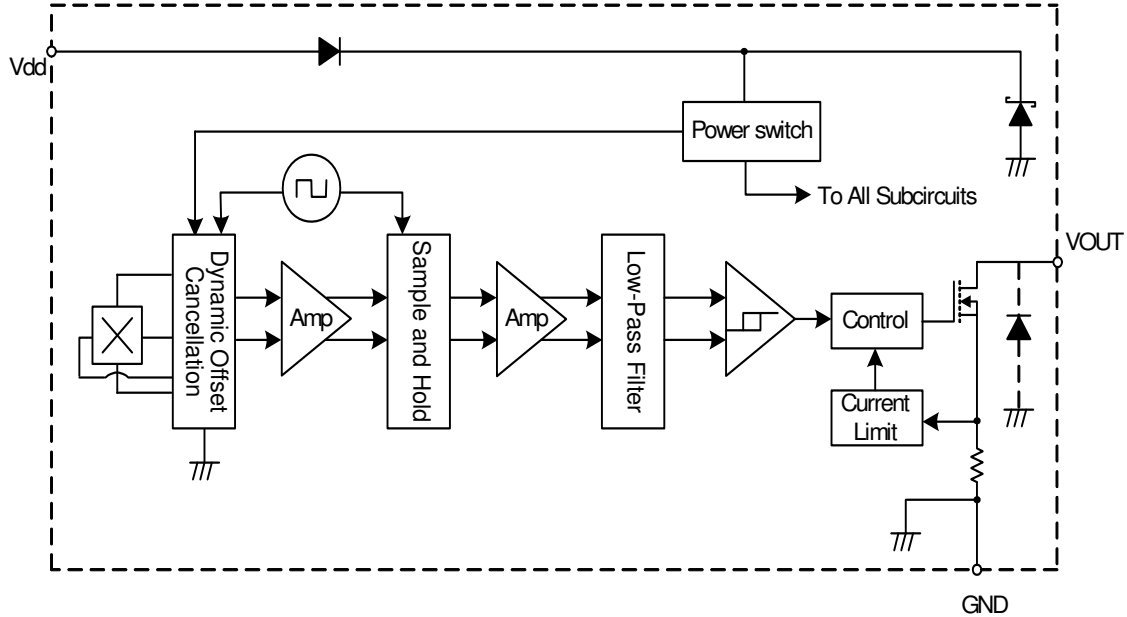 Vdd
Power switch
To All Subcircuits
VOUT
Dynamic Offset
Cancellation
Amp
Sample and Hold
Amp
Low-Pass Filter
Control
Current
Limit
GND